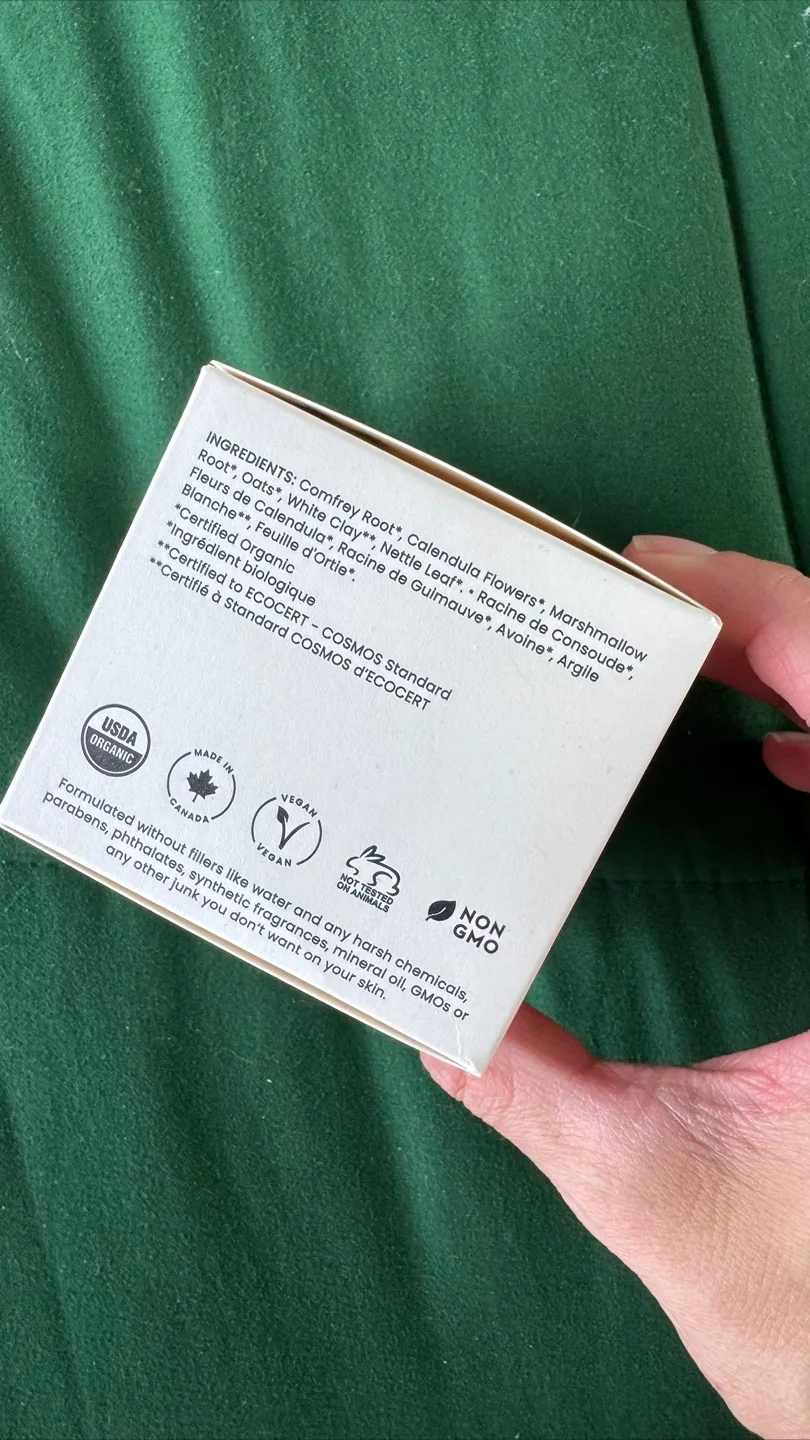 INGREDIENTS: Comfrey Root*, Calendula Flowers*, Marshmallow
Root*, Oats*, White Clay**, Nettle Leaf*. • Racine de Consoude*,
Fleurs de Calendula*, Racine de Guimauve*, Avoine*, Argile
Blanche**, Feuille d'Ortie*.
*Certified Organic
*Ingrédient biologique
**Certified to ECOCERT – COSMOS Standard
**Certifié à Standard COSMOS d'ECOCERT
USDA
ORGANIC
MADE IN
CANADA
VEGAN
VEGAN
NOT TESTED
ON ANIMALS
NON
GMO
Formulated without fillers like water and any harsh chemicals,
parabens, phthalates, synthetic fragrances, mineral oil, GMOs or
any other junk you don't want on your skin.